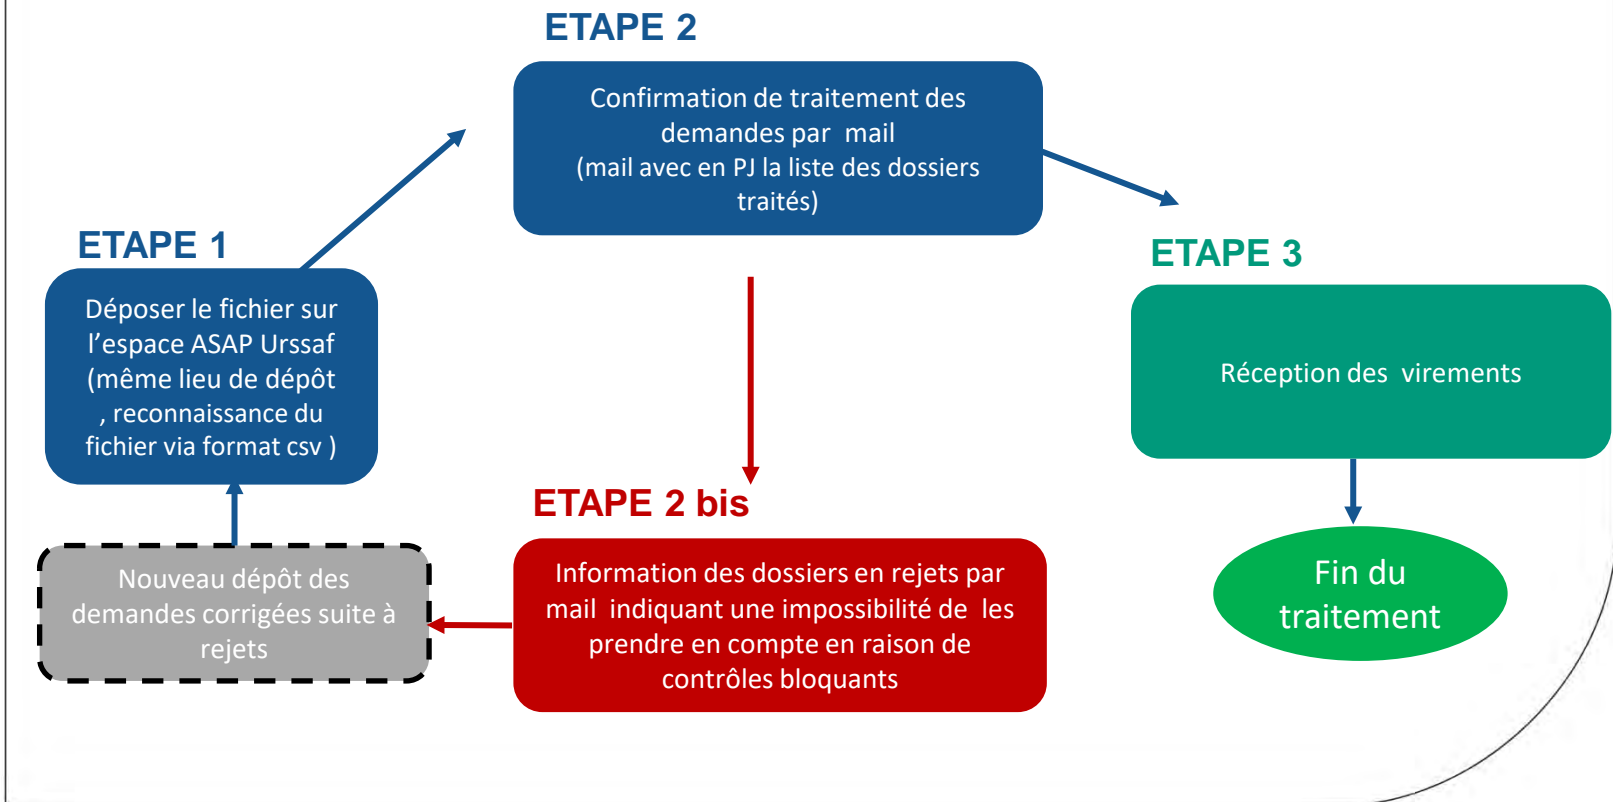 ETAPE 2
Confirmation de traitement des
demandes par mail
(mail avec en PJ la liste des dossiers
traités)
ETAPE 1
Déposer le fichier sur
l’espace ASAP Urssaf
(même lieu de dépôt
, reconnaissance du
fichier via format csv )
ETAPE 3
Réception des virements
ETAPE 2 bis
Information des dossiers en rejets par
mail indiquant une impossibilité de les
prendre en compte en raison de
contrôles bloquants
Nouveau dépôt des
demandes corrigées suite à
rejets
Fin du
traitement